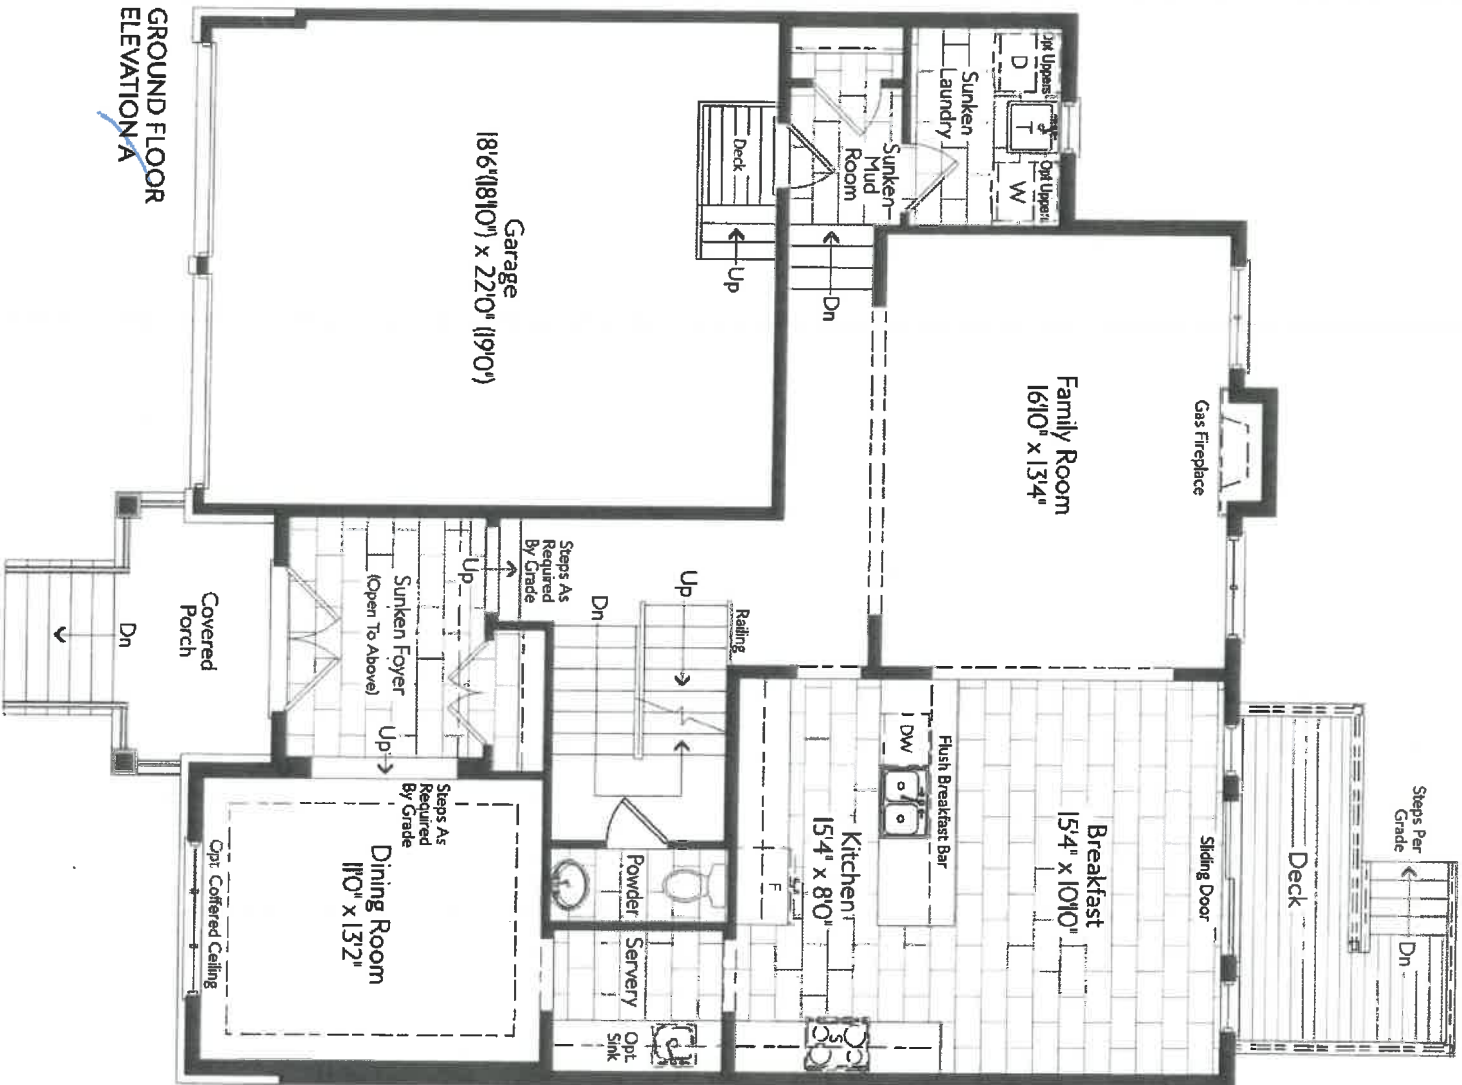 GROUND FLOOR
ELEVATION A
Garage
18'6"(18'10") x 22'0" (19'0")
Deck
Up
Dn
Sunken
Mud
Room
Sunken
Laundry
Opt Uppers
D
T
W
Opt Uppers
Family Room
16'10" x 13'4"
Gas Fireplace
Covered
Porch
Dn
Sunken Foyer
(Open To Above)
Up
Steps As
Required
By Grade
Up
Steps As
Required
By Grade
Dn
Up
Railing
Dining Room
11'0" x 13'2"
Opt. Coffered Ceiling
Powder
Servery
Opt
Sink
Kitchen
15'4" x 8'0"
F
S
DW
Flush Breakfast Bar
Breakfast
15'4" x 10'10"
Sliding Door
Deck
Steps Per
Grade
Dn